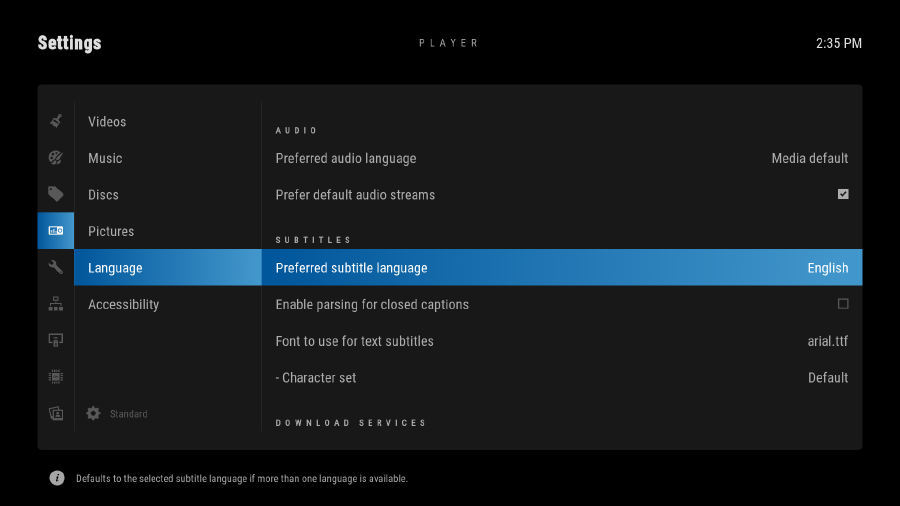 Settings
PLAYER
2:35 PM
Videos
Music
Discs
Pictures
Language
Accessibility
Standard
AUDIO
Preferred audio language Media default
Prefer default audio streams
SUBTITLES
Preferred subtitle language English
Enable parsing for closed captions
Font to use for text subtitles arial.ttf
- Character set Default
DOWNLOAD SERVICES
Defaults to the selected subtitle language if more than one language is available.